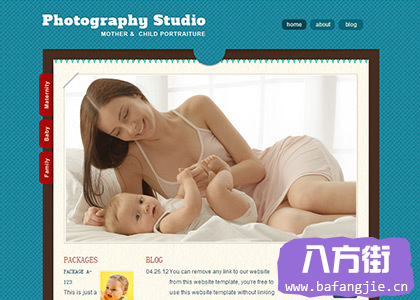 Photography Studio
MOTHER & CHILD PORTRAITURE
home about blog
Maternity
Baby
Family
PACKAGES
PACKAGE A-
123
This is just a
BLOG
04.26.12 You can remove any link to our website
from this website template, you're free to
use this website template without linking
八方街
www.bafangjie.cn